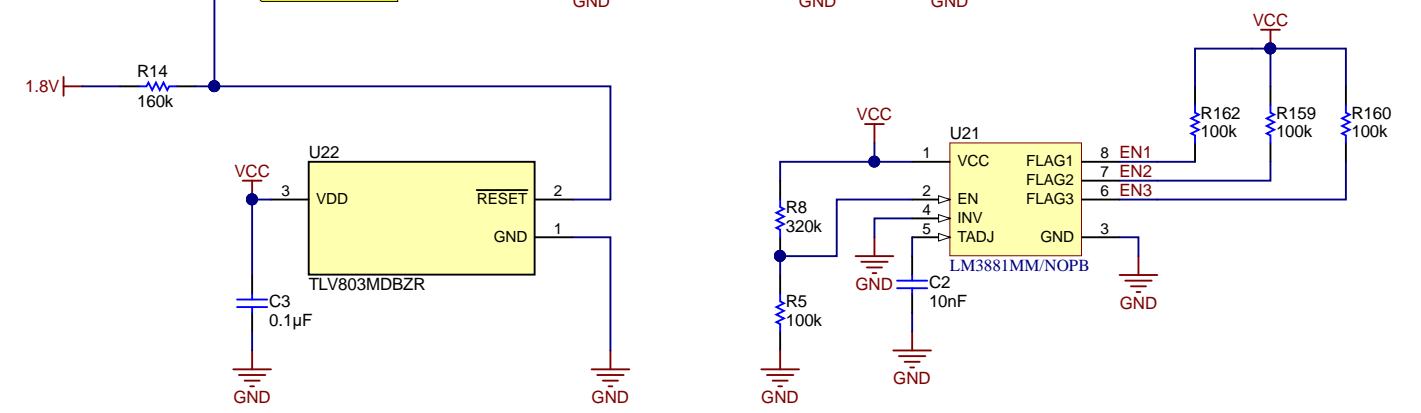 GND
GND
GND
1.8V
R14
160k
U22
VCC
3
VDD
RESET
2
GND
1
TLV803MDBZR
C3
0.1µF
GND
GND
VCC
U21
1
VCC
FLAG1
8
EN1
FLAG2
7
EN2
2
EN
FLAG3
6
EN3
4
INV
5
TADJ
GND
3
LM3881MM/NOPB
R8
320k
GND
C2
10nF
R5
100k
GND
GND
GND
VCC
R162
100k
R159
100k
R160
100k